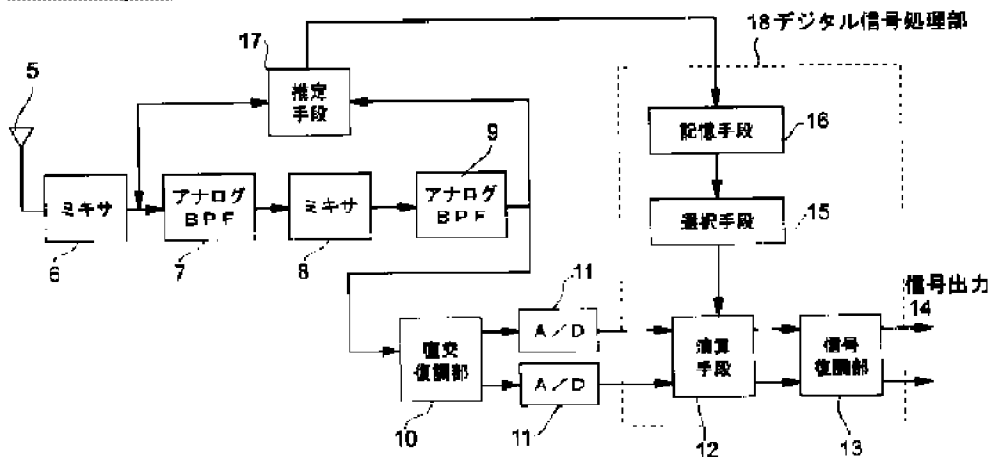 18デジタル信号処理部
17
推定
手段
5
記憶手段
16
9
ミキサ
アナログ
BPF
ミキサ
アナログ
BPF
選択手段
15
6
7
8
信号出力
14
11
A/D
直交
復調部
演算
手段
信号
復調部
A/D
10
11
12
13